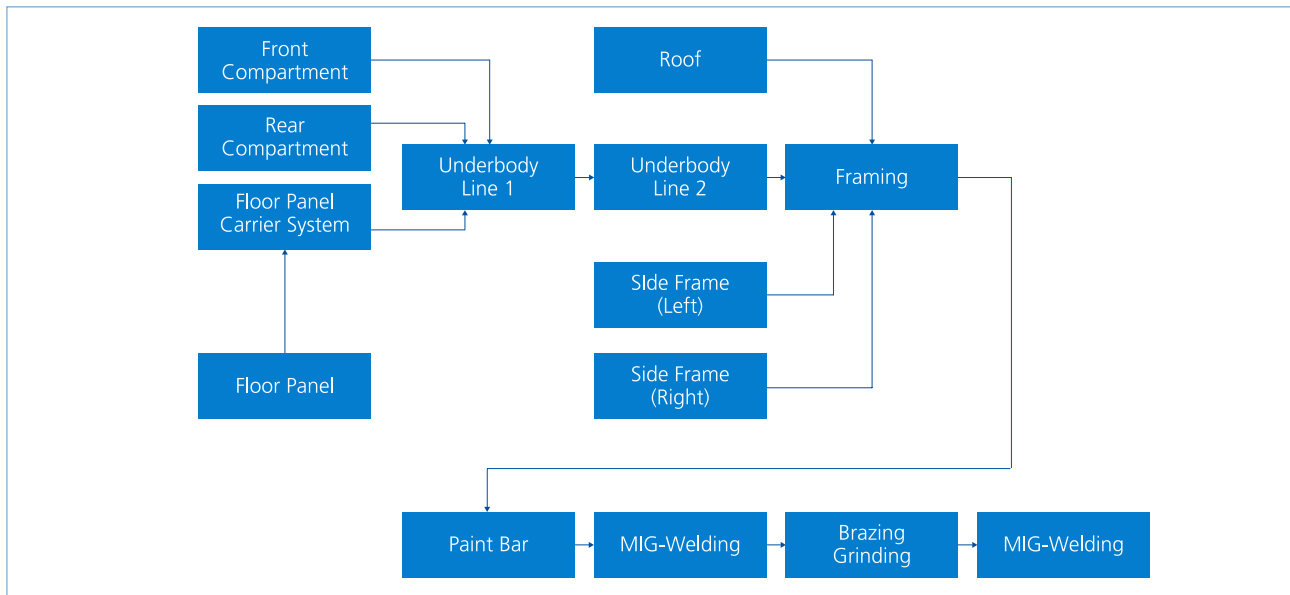 Front
Compartment
Roof
Rear
Compartment
Underbody
Line 1
Underbody
Line 2
Framing
Floor Panel
Carrier System
SIde Frame
(Left)
Floor Panel
Side Frame
(Right)
Paint Bar
MIG-Welding
Brazing
Grinding
MIG-Welding